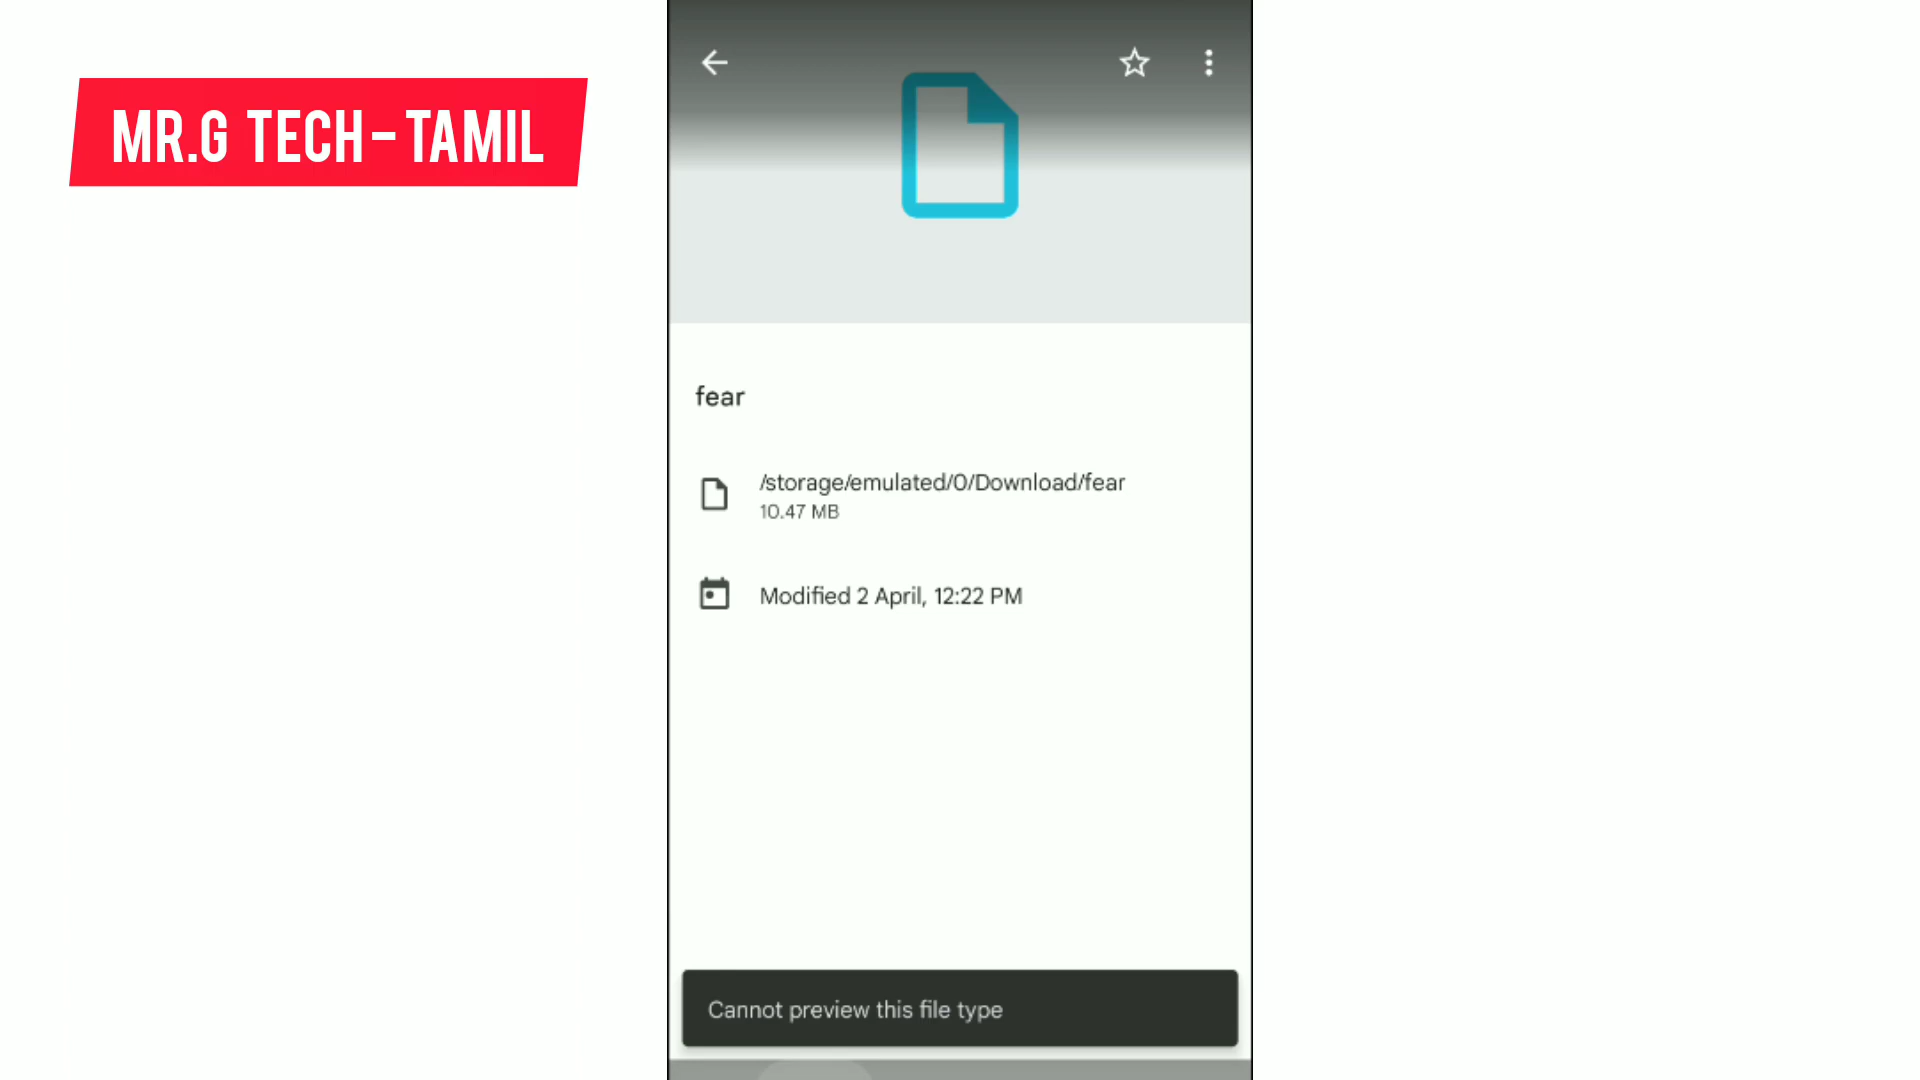 MR.G TECH - TAMIL
fear
/storage/emulated/0/Download/fear
10.47 MB
Modified 2 April, 12:22 PM
Cannot preview this file type